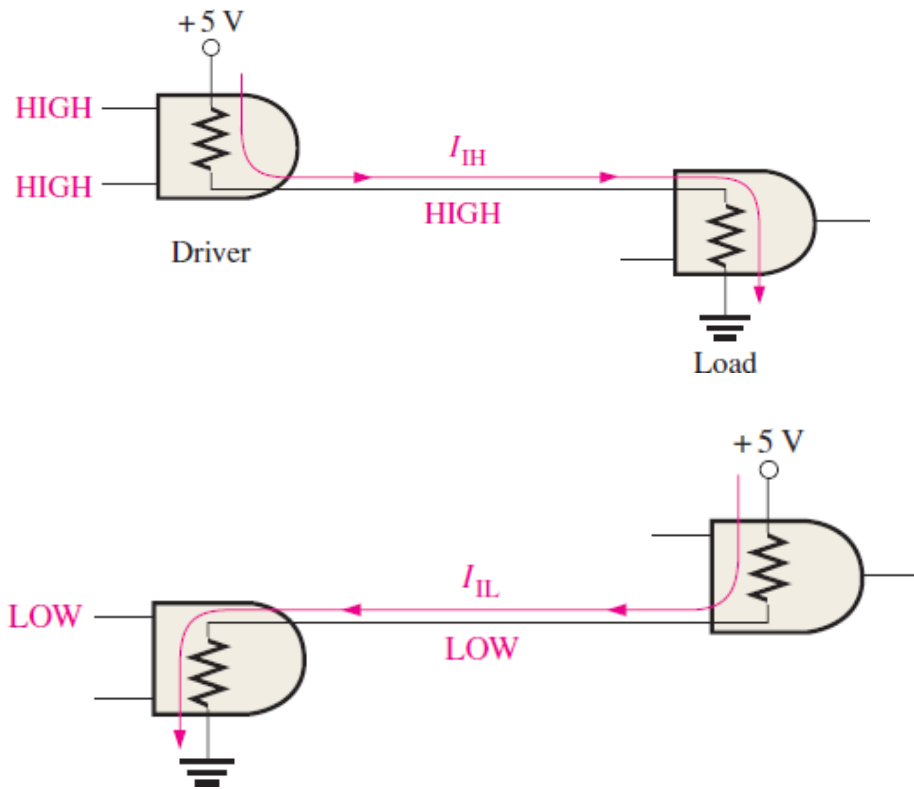 +5 V
HIGH
I_IH
HIGH
HIGH
Driver
Load
+5 V
I_IL
LOW
LOW